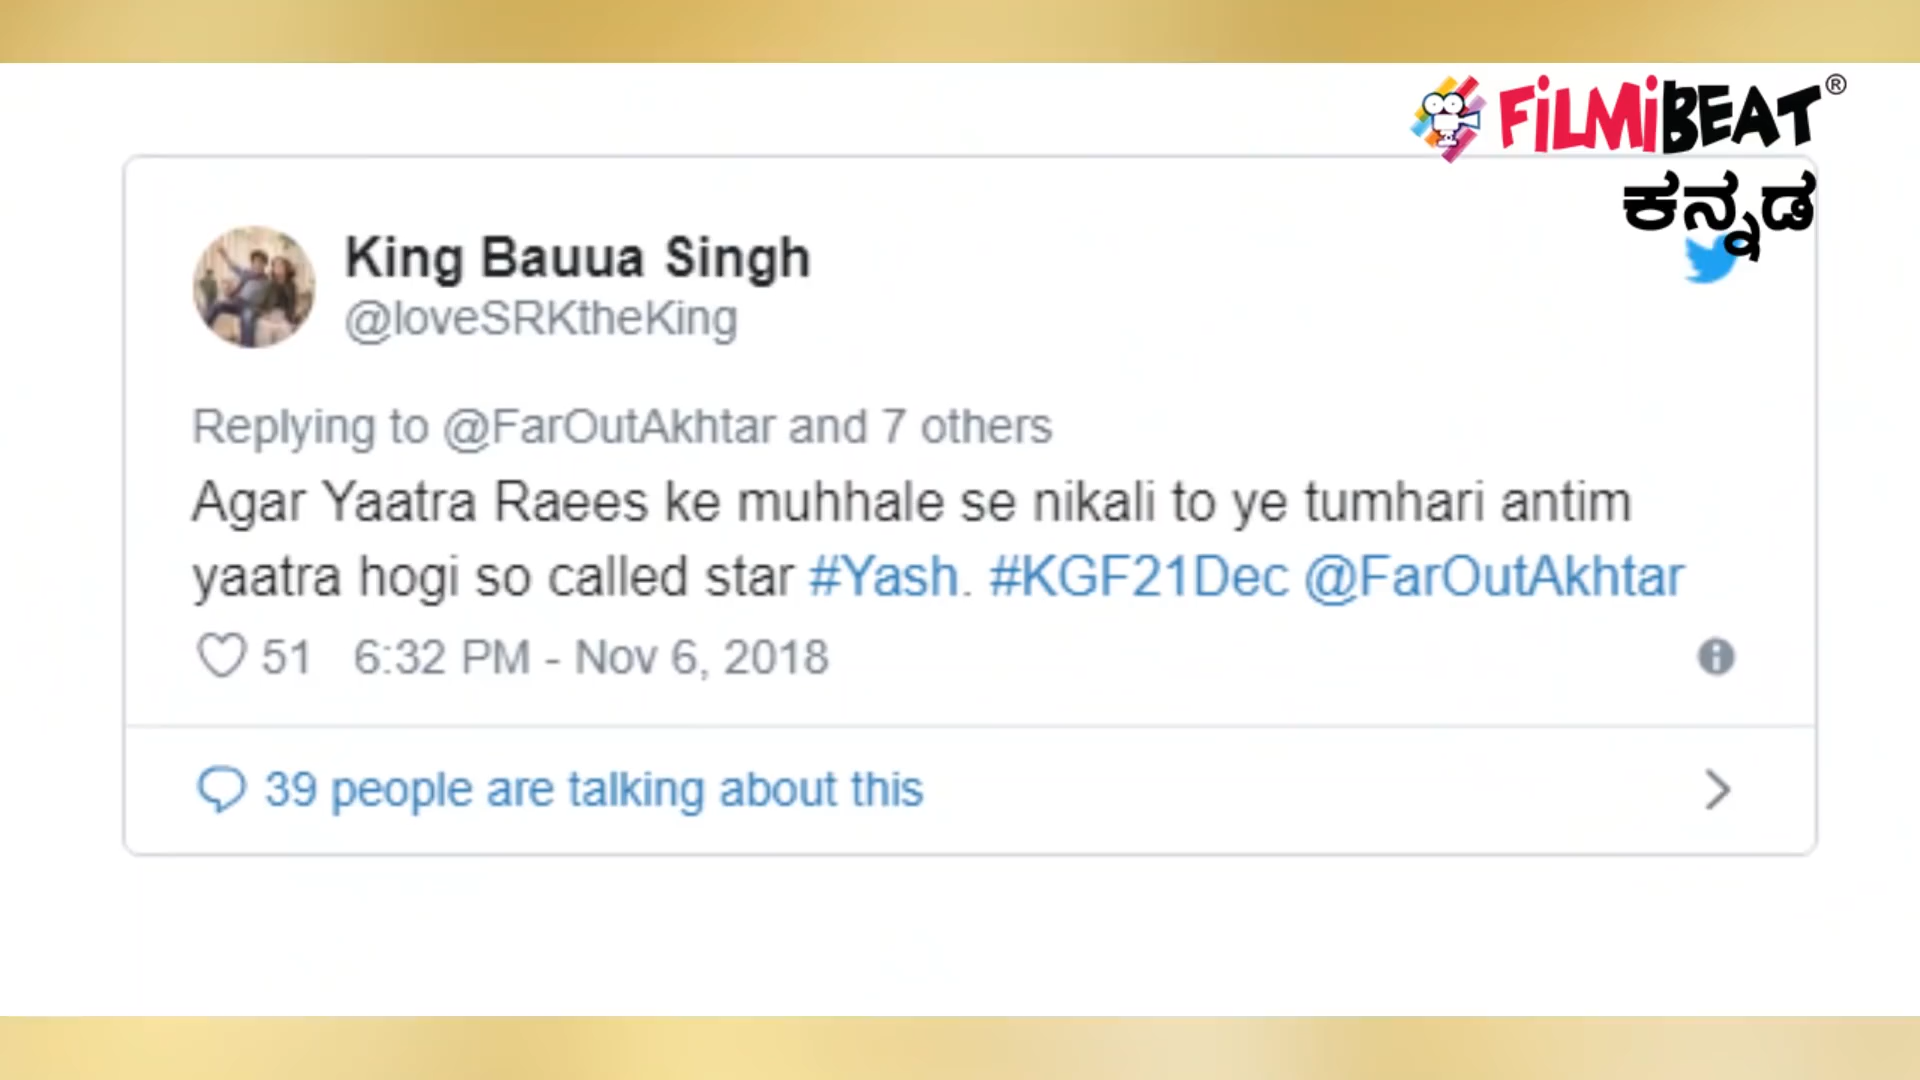 FiLMiBEAT®
ಕನ್ನಡ
King Bauua Singh
@loveSRKtheKing
Replying to @FarOutAkhtar and 7 others
Agar Yaatra Raees ke muhhale se nikali to ye tumhari antim
yaatra hogi so called star #Yash. #KGF21Dec @FarOutAkhtar
51 6:32 PM - Nov 6, 2018
39 people are talking about this